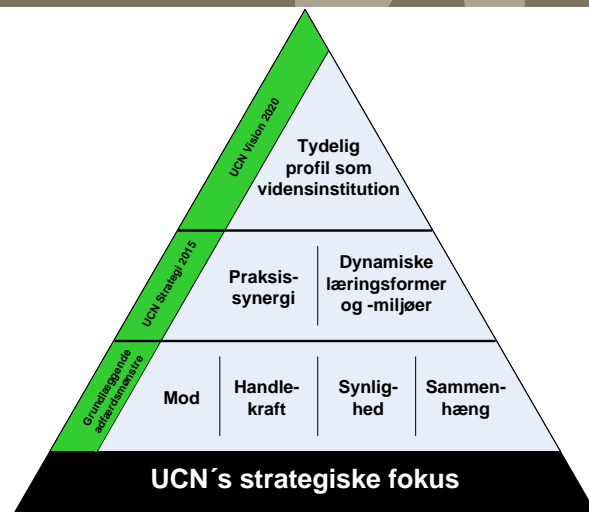 UCN Vision 2020
Tydelig
profil som
vidensinstitution
UCN Strategi 2015
Praksis-
synergi
Dynamiske
læringsformer
og -miljøer
Grundlæggende
adfærdsmønstre
Mod
Handle-
kraft
Synlig-
hed
Sammen-
hæng
UCN´s strategiske fokus